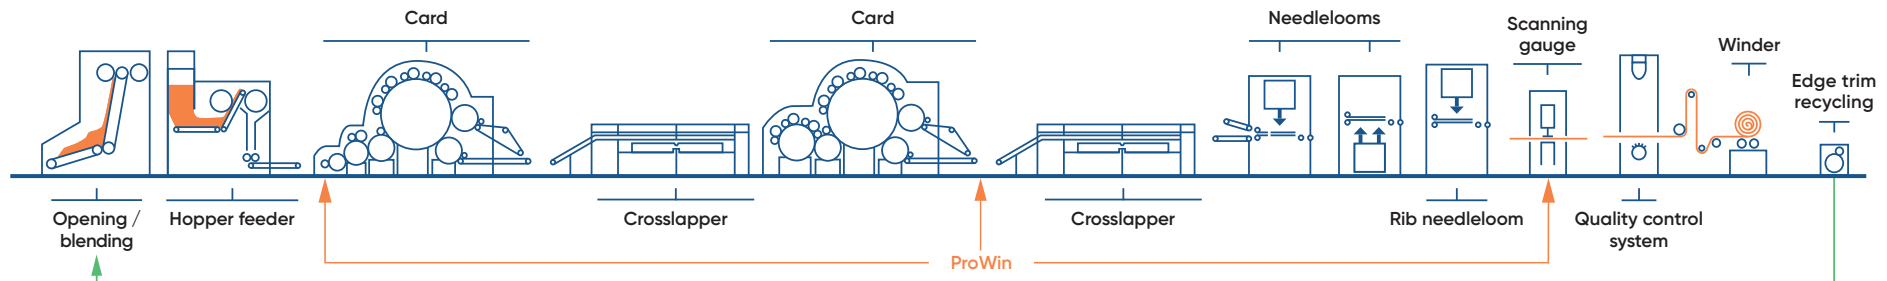 Card
Card
Needlelooms
Scanning
gauge
Winder
Edge trim
recycling
Opening /
blending
Hopper feeder
Crosslapper
Crosslapper
Rib needleloom
Quality control
system
ProWin